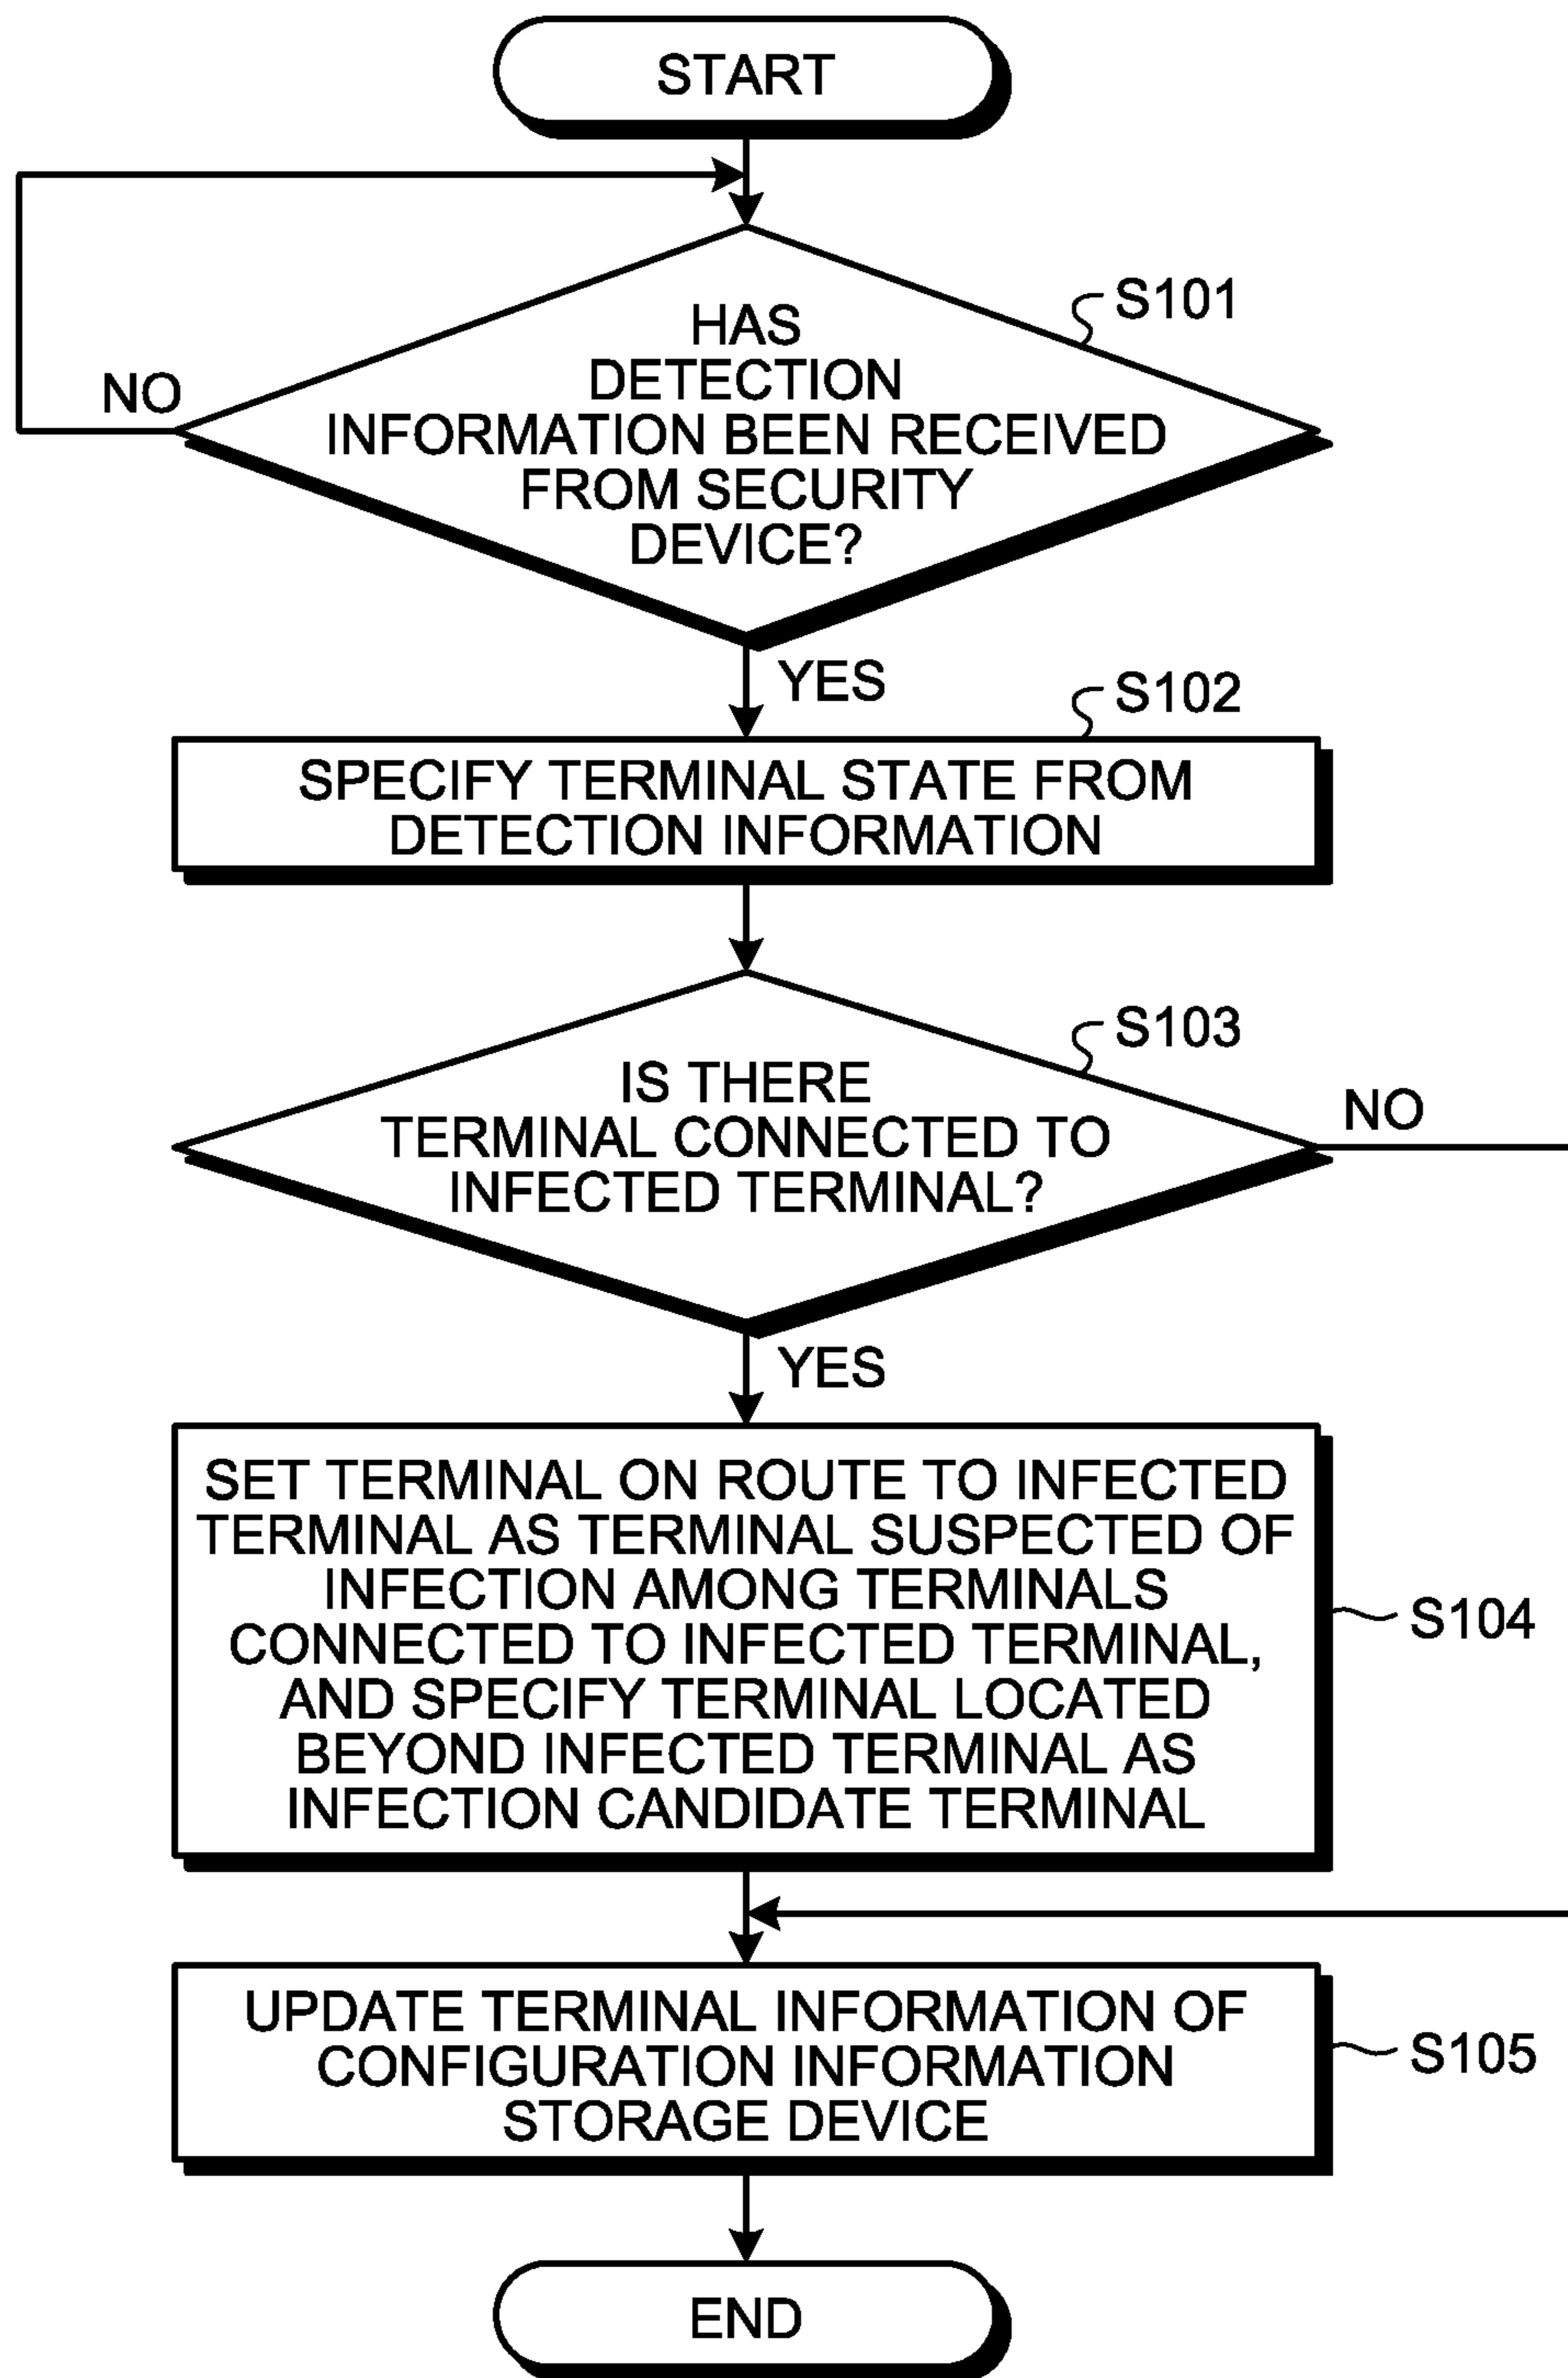 START
S101
HAS
DETECTION
INFORMATION BEEN RECEIVED
FROM SECURITY
DEVICE?
NO
YES
S102
SPECIFY TERMINAL STATE FROM
DETECTION INFORMATION
S103
IS THERE
TERMINAL CONNECTED TO
INFECTED TERMINAL?
NO
YES
SET TERMINAL ON ROUTE TO INFECTED
TERMINAL AS TERMINAL SUSPECTED OF
INFECTION AMONG TERMINALS
CONNECTED TO INFECTED TERMINAL,
AND SPECIFY TERMINAL LOCATED
BEYOND INFECTED TERMINAL AS
INFECTION CANDIDATE TERMINAL
S104
UPDATE TERMINAL INFORMATION OF
CONFIGURATION INFORMATION
STORAGE DEVICE
S105
END